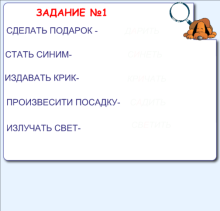 ЗАДАНИЕ №1
СДЕЛАТЬ ПОДАРОК -
СТАТЬ СИНИМ-
ИЗДАВАТЬ КРИК-
ПРОИЗВЕСИТИ ПОСАДКУ-
ИЗЛУЧАТЬ СВЕТ-